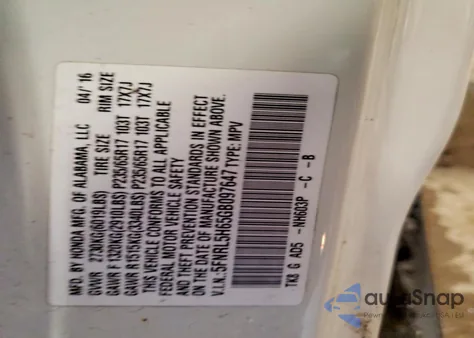 MFD. BY HONDA MFG. OF ALABAMA, LLC 04/'16
TIRE SIZE RIM SIZE
GVWR 2730KG(6019LBS)
GAWR F 1320KG(2910LBS) P235/65R17 103T 17X7J
GAWR R 1515KG(3340LBS) P235/65R17 103T 17X7J
THIS VEHICLE CONFORMS TO ALL APPLICABLE
FEDERAL MOTOR VEHICLE SAFETY
AND THEFT PREVENTION STANDARDS IN EFFECT
ON THE DATE OF MANUFACTURE SHOWN ABOVE.
V.I.N.:5FNRL5H65GB097647 TYPE: MPV
TK8 G AD5 -NH603P -C -B
autoSnap